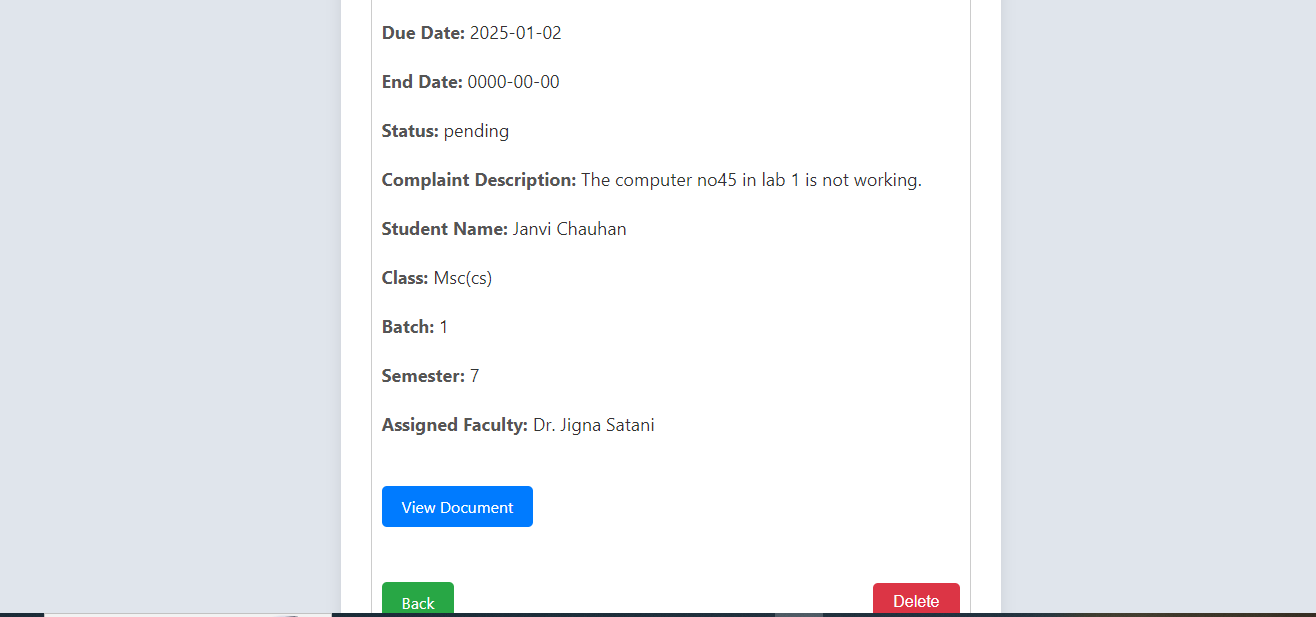 Due Date: 2025-01-02
End Date: 0000-00-00
Status: pending
Complaint Description: The computer no45 in lab 1 is not working.
Student Name: Janvi Chauhan
Class: Msc(cs)
Batch: 1
Semester: 7
Assigned Faculty: Dr. Jigna Satani
View Document
Back Delete